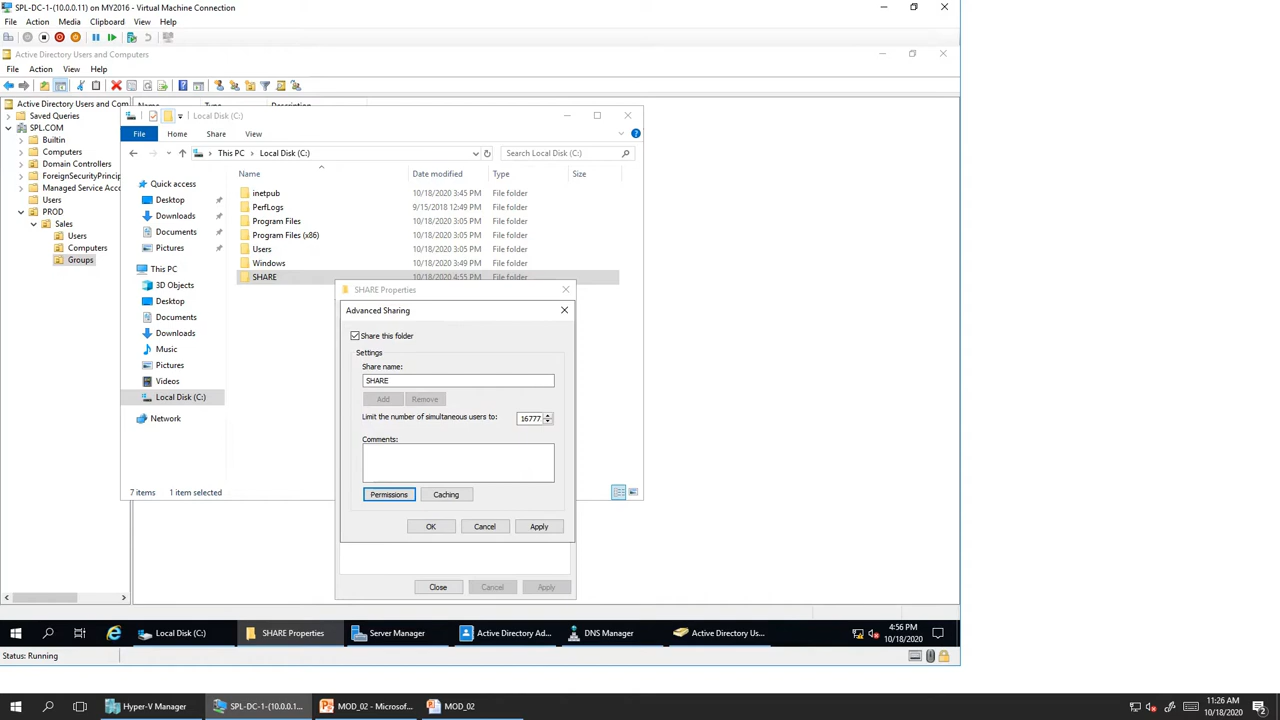 SPL-DC-1-(10.0.0.11) on MY2016 - Virtual Machine Connection
File Action Media Clipboard View Help
Active Directory Users and Computers
File Action View Help
Active Directory Users and Com
Saved Queries
SPL.COM
Builtin
Computers
Domain Controllers
ForeignSecurityPrincip
Managed Service Acco
Users
PROD
Sales
Users
Computers
Groups
Name Type Description
Local Disk (C:)
File Home Share View
This PC Local Disk (C:)
Search Local Disk (C:)
Quick access
Desktop
Downloads
Documents
Pictures
This PC
3D Objects
Desktop
Documents
Downloads
Music
Pictures
Videos
Local Disk (C:)
Network
Name Date modified Type Size
inetpub 10/18/2020 3:45 PM File folder
PerfLogs 9/15/2018 12:49 PM File folder
Program Files 10/18/2020 3:05 PM File folder
Program Files (x86) 10/18/2020 3:05 PM File folder
Users 10/18/2020 3:05 PM File folder
Windows 10/18/2020 3:49 PM File folder
SHARE 10/18/2020 4:55 PM File folder
7 items 1 item selected
SHARE Properties
Advanced Sharing
Share this folder
Settings
Share name:
SHARE
Add Remove
Limit the number of simultaneous users to: 16777
Comments:
Permissions Caching
OK Cancel Apply
Close Cancel Apply
Local Disk (C:) SHARE Properties Server Manager Active Directory Ad... DNS Manager Active Directory Us...
4:56 PM
10/18/2020
Status: Running
Hyper-V Manager SPL-DC-1-(10.0.0.1... MOD_02 - Microsof... MOD_02
11:26 AM
10/18/2020
2